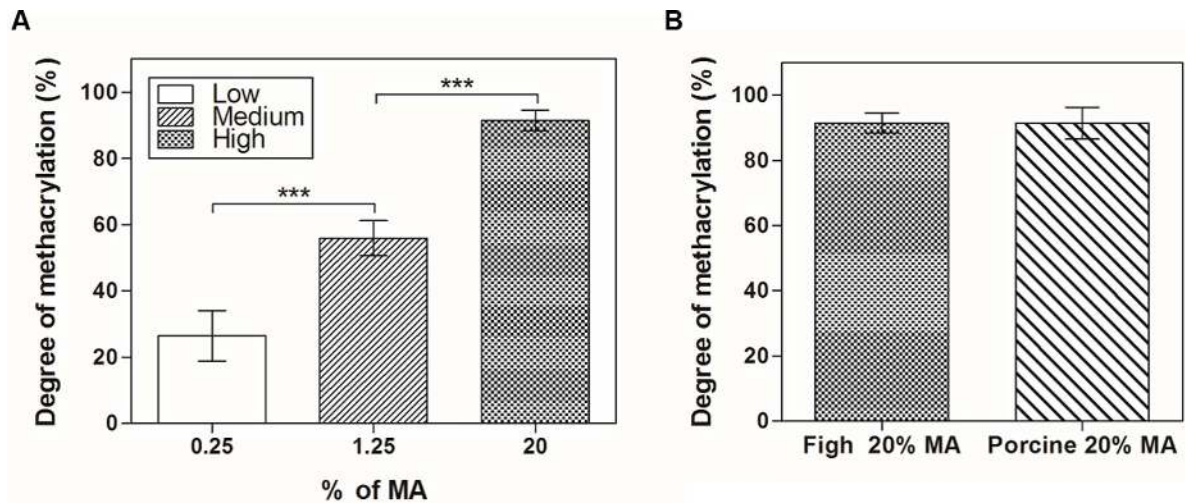 A
Degree of methacrylation (%)
100
80
60
40
20
0
Low
Medium
High
***
***
0.25 1.25 20
% of MA
B
Degree of methacrylation (%)
100
80
60
40
20
0
Figh 20% MA Porcine 20% MA